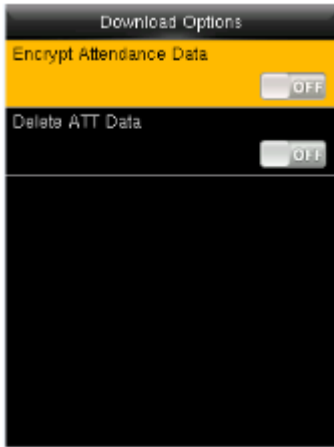 Download Options
Encrypt Attendance Data
OFF
Delete ATT Data
OFF